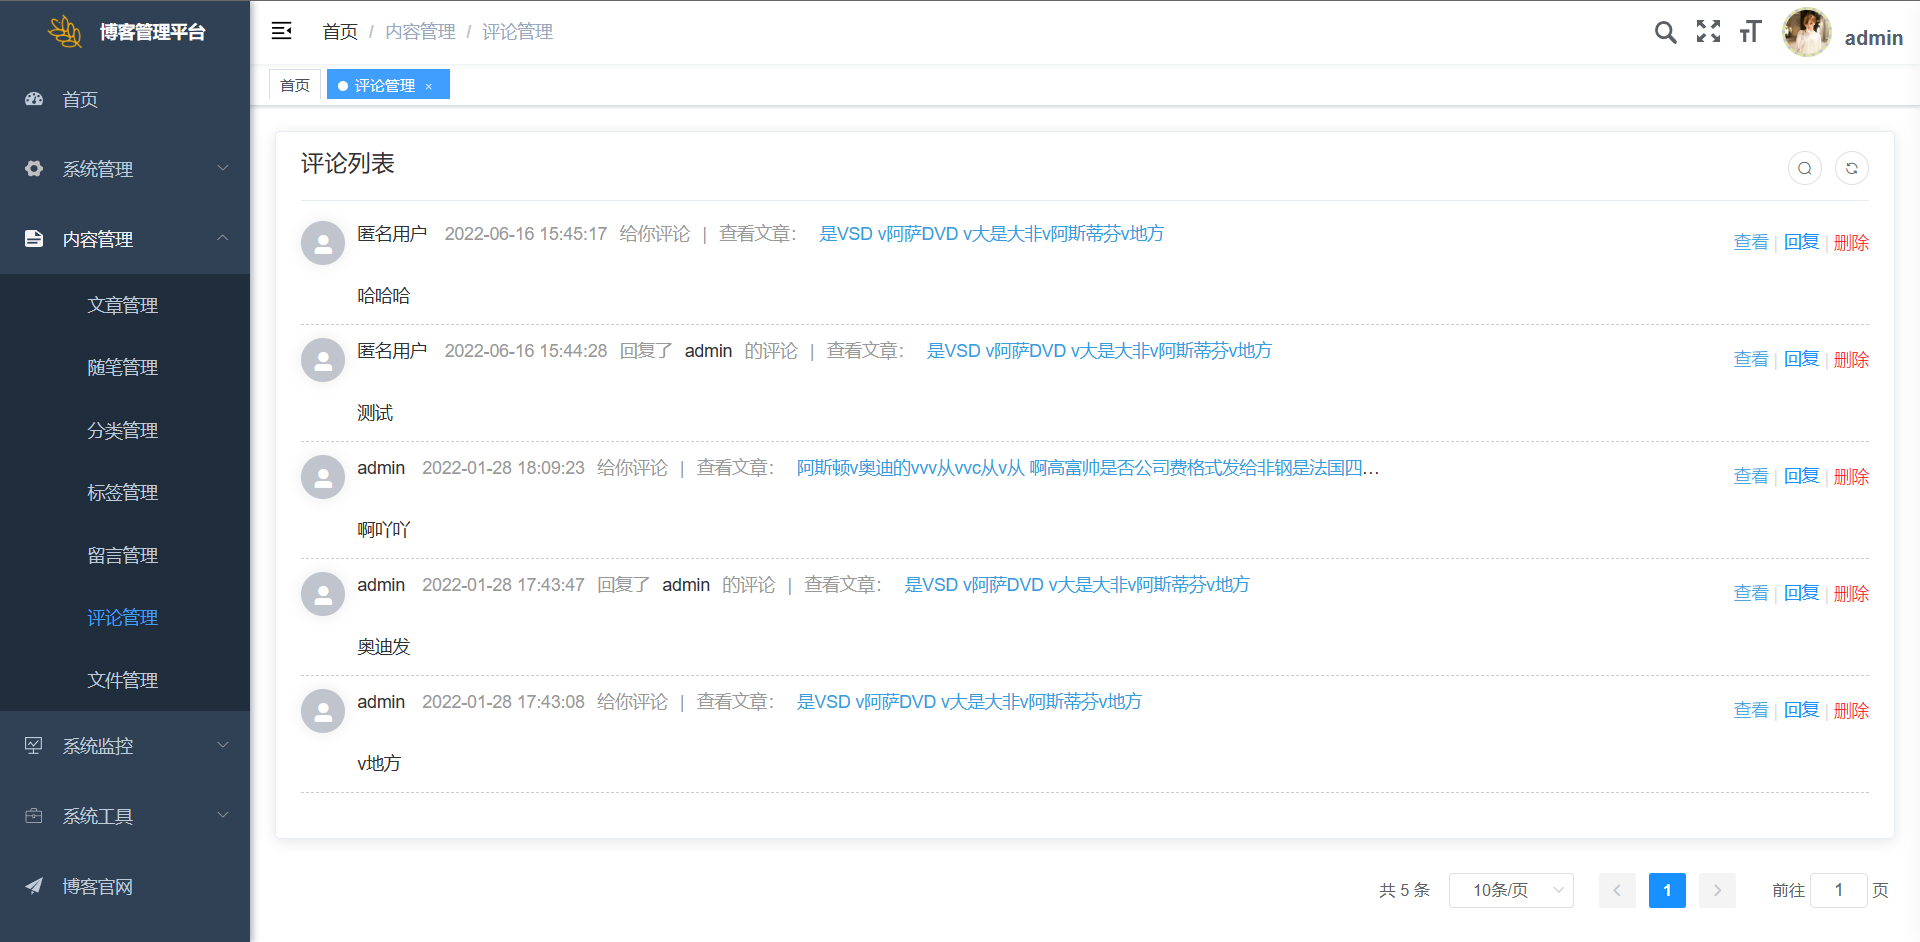 博客管理平台
首页 / 内容管理 / 评论管理
admin
首页
系统管理
内容管理
文章管理
随笔管理
分类管理
标签管理
留言管理
评论管理
文件管理
系统监控
系统工具
博客官网
首页
评论管理 ×
评论列表
匿名用户 2022-06-16 15:45:17 给你评论 | 查看文章： 是VSD v阿萨DVD v大是大非v阿斯蒂芬v地方
查看 | 回复 | 删除
哈哈哈
匿名用户 2022-06-16 15:44:28 回复了 admin 的评论 | 查看文章： 是VSD v阿萨DVD v大是大非v阿斯蒂芬v地方
查看 | 回复 | 删除
测试
admin 2022-01-28 18:09:23 给你评论 | 查看文章： 阿斯顿v奥迪的vvv从vvc从v从 啊高富帅是否公司费格式发给非钢是法国四…
查看 | 回复 | 删除
啊吖吖
admin 2022-01-28 17:43:47 回复了 admin 的评论 | 查看文章： 是VSD v阿萨DVD v大是大非v阿斯蒂芬v地方
查看 | 回复 | 删除
奥迪发
admin 2022-01-28 17:43:08 给你评论 | 查看文章： 是VSD v阿萨DVD v大是大非v阿斯蒂芬v地方
查看 | 回复 | 删除
v地方
共 5 条 10条/页 1 前往 1 页